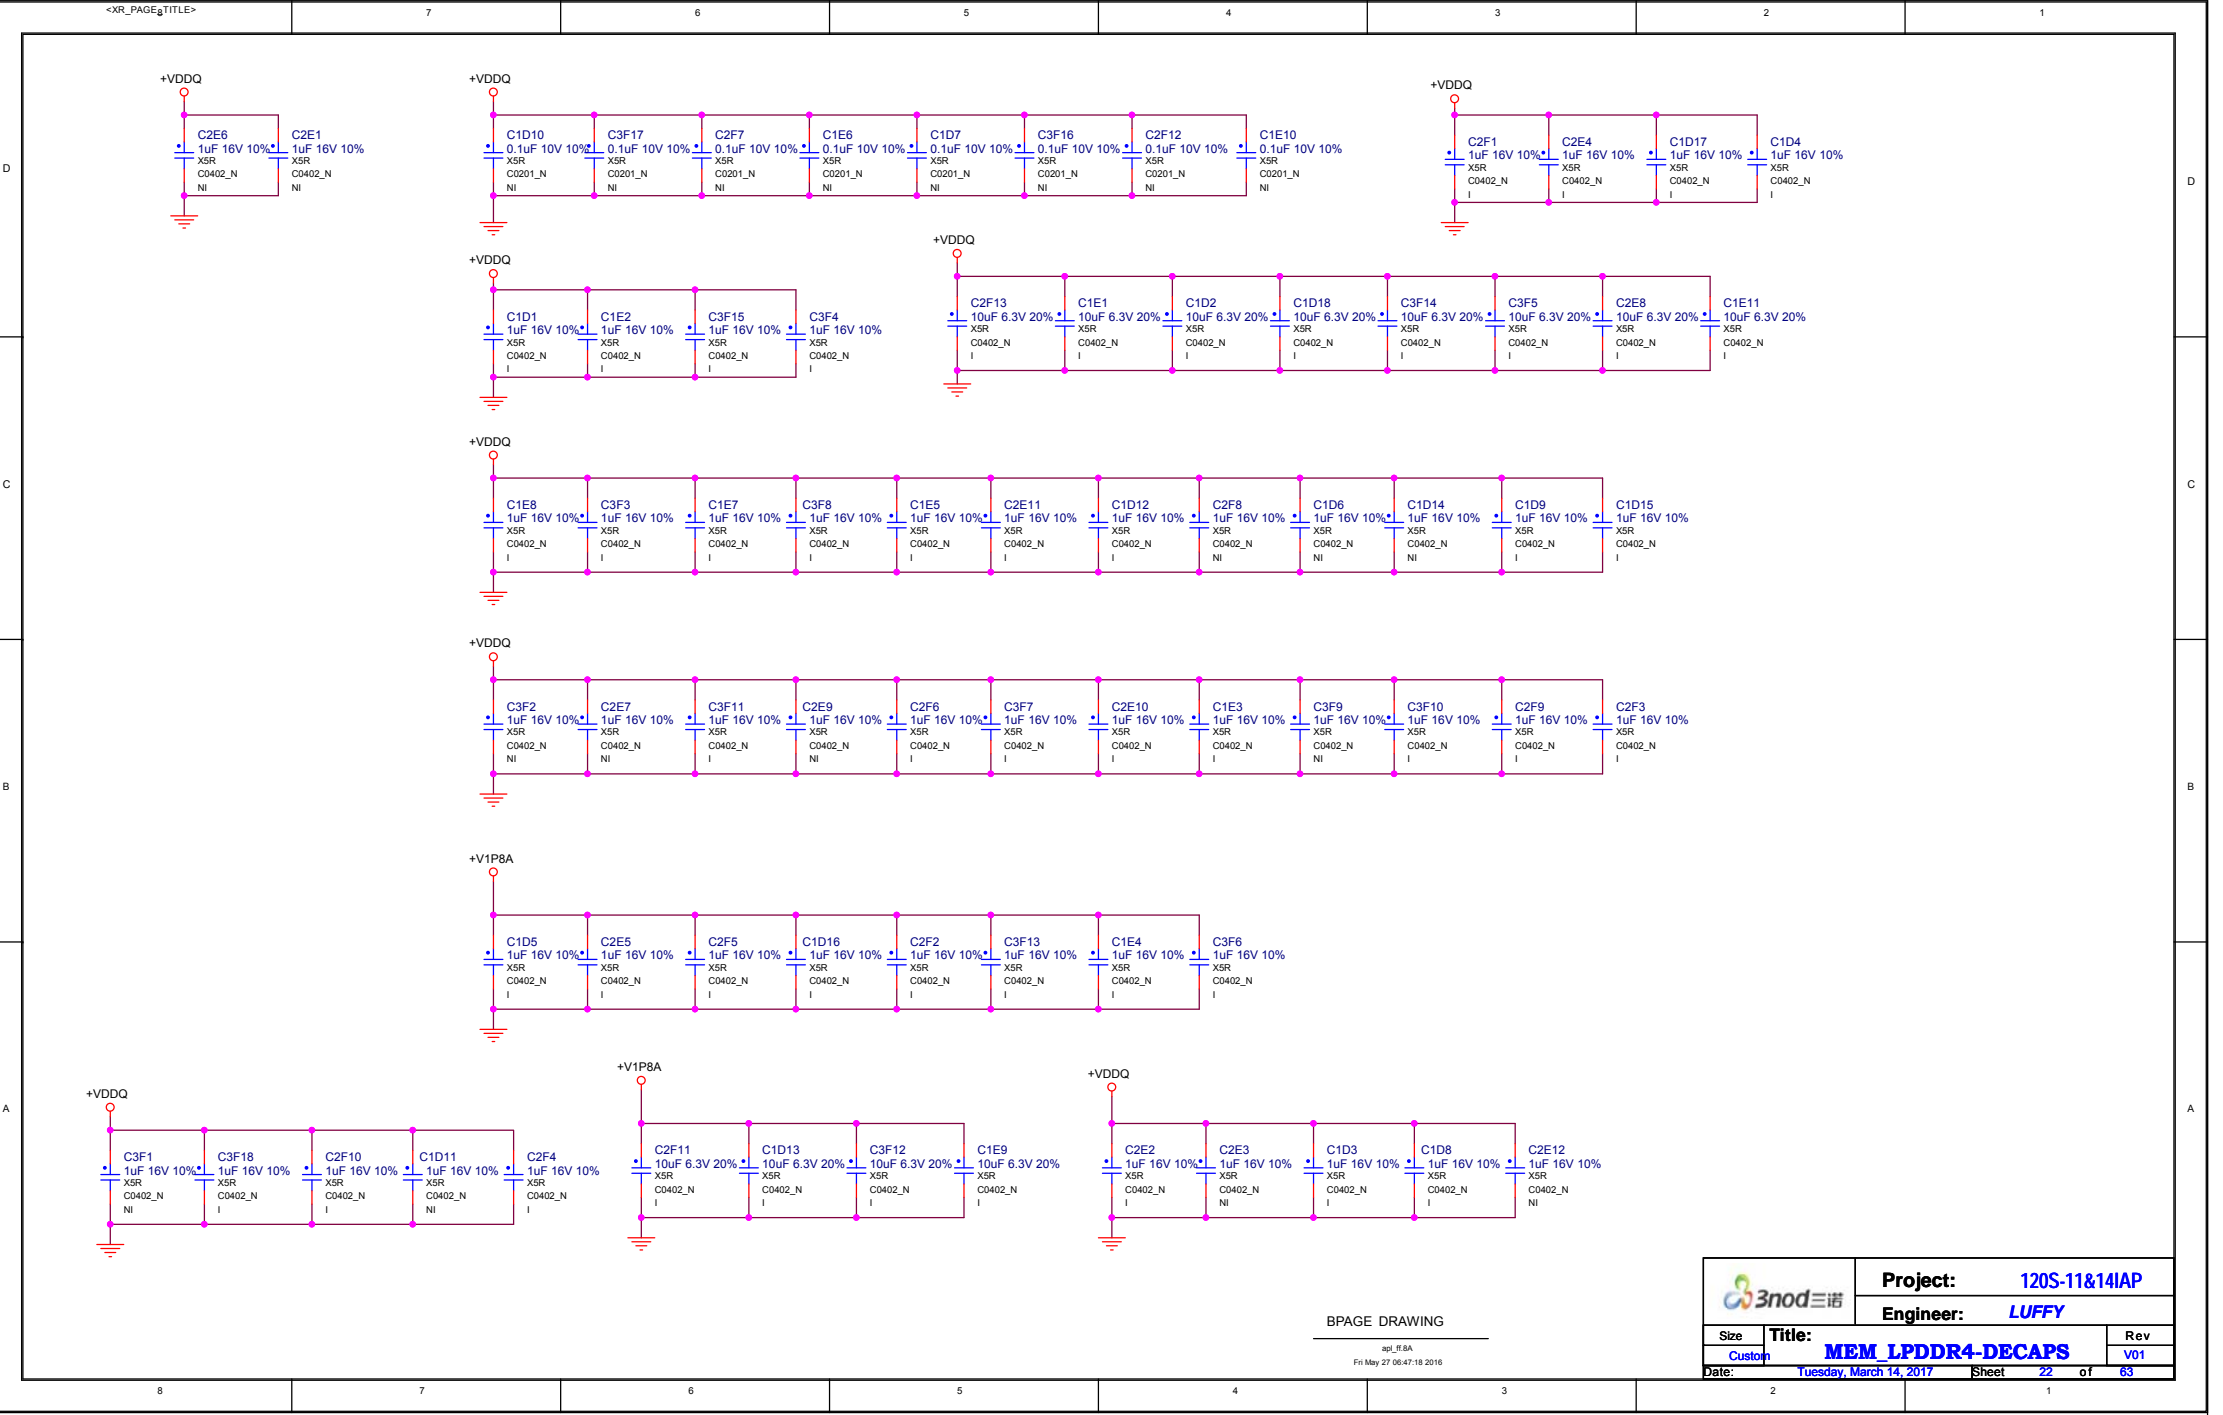 <XR_PAGE_TITLE>
8 7 6 5 4 3 2 1
D
D
C
C
B
B
A
A
+VDDQ
C2E6
1uF 16V 10%
X5R
C0402_N
NI
C2E1
1uF 16V 10%
X5R
C0402_N
NI
+VDDQ
C1D10
0.1uF 10V 10%
X5R
C0201_N
NI
C3F17
0.1uF 10V 10%
X5R
C0201_N
NI
C2F7
0.1uF 10V 10%
X5R
C0201_N
NI
C1E6
0.1uF 10V 10%
X5R
C0201_N
NI
C1D7
0.1uF 10V 10%
X5R
C0201_N
NI
C3F16
0.1uF 10V 10%
X5R
C0201_N
NI
C2F12
0.1uF 10V 10%
X5R
C0201_N
NI
C1E10
0.1uF 10V 10%
X5R
C0201_N
NI
+VDDQ
C2F1
1uF 16V 10%
X5R
C0402_N
I
C2E4
1uF 16V 10%
X5R
C0402_N
I
C1D17
1uF 16V 10%
X5R
C0402_N
I
C1D4
1uF 16V 10%
X5R
C0402_N
I
+VDDQ
C1D1
1uF 16V 10%
X5R
C0402_N
I
C1E2
1uF 16V 10%
X5R
C0402_N
I
C3F15
1uF 16V 10%
X5R
C0402_N
I
C3F4
1uF 16V 10%
X5R
C0402_N
I
+VDDQ
C2F13
10uF 6.3V 20%
X5R
C0402_N
I
C1E1
10uF 6.3V 20%
X5R
C0402_N
I
C1D2
10uF 6.3V 20%
X5R
C0402_N
I
C1D18
10uF 6.3V 20%
X5R
C0402_N
I
C3F14
10uF 6.3V 20%
X5R
C0402_N
I
C3F5
10uF 6.3V 20%
X5R
C0402_N
I
C2E8
10uF 6.3V 20%
X5R
C0402_N
I
C1E11
10uF 6.3V 20%
X5R
C0402_N
I
+VDDQ
C1E8
1uF 16V 10%
X5R
C0402_N
I
C3F3
1uF 16V 10%
X5R
C0402_N
I
C1E7
1uF 16V 10%
X5R
C0402_N
I
C3F8
1uF 16V 10%
X5R
C0402_N
I
C1E5
1uF 16V 10%
X5R
C0402_N
I
C2E11
1uF 16V 10%
X5R
C0402_N
I
C1D12
1uF 16V 10%
X5R
C0402_N
I
C2F8
1uF 16V 10%
X5R
C0402_N
NI
C1D6
1uF 16V 10%
X5R
C0402_N
NI
C1D14
1uF 16V 10%
X5R
C0402_N
NI
C1D9
1uF 16V 10%
X5R
C0402_N
I
C1D15
1uF 16V 10%
X5R
C0402_N
I
+VDDQ
C3F2
1uF 16V 10%
X5R
C0402_N
NI
C2E7
1uF 16V 10%
X5R
C0402_N
NI
C3F11
1uF 16V 10%
X5R
C0402_N
I
C2E9
1uF 16V 10%
X5R
C0402_N
NI
C2F6
1uF 16V 10%
X5R
C0402_N
I
C3F7
1uF 16V 10%
X5R
C0402_N
I
C2E10
1uF 16V 10%
X5R
C0402_N
I
C1E3
1uF 16V 10%
X5R
C0402_N
I
C3F9
1uF 16V 10%
X5R
C0402_N
NI
C3F10
1uF 16V 10%
X5R
C0402_N
I
C2F9
1uF 16V 10%
X5R
C0402_N
I
C2F3
1uF 16V 10%
X5R
C0402_N
I
+V1P8A
C1D5
1uF 16V 10%
X5R
C0402_N
I
C2E5
1uF 16V 10%
X5R
C0402_N
I
C2F5
1uF 16V 10%
X5R
C0402_N
I
C1D16
1uF 16V 10%
X5R
C0402_N
I
C2F2
1uF 16V 10%
X5R
C0402_N
I
C3F13
1uF 16V 10%
X5R
C0402_N
I
C1E4
1uF 16V 10%
X5R
C0402_N
I
C3F6
1uF 16V 10%
X5R
C0402_N
I
+VDDQ
C3F1
1uF 16V 10%
X5R
C0402_N
NI
C3F18
1uF 16V 10%
X5R
C0402_N
I
C2F10
1uF 16V 10%
X5R
C0402_N
I
C1D11
1uF 16V 10%
X5R
C0402_N
NI
C2F4
1uF 16V 10%
X5R
C0402_N
I
+V1P8A
C2F11
10uF 6.3V 20%
X5R
C0402_N
I
C1D13
10uF 6.3V 20%
X5R
C0402_N
I
C3F12
10uF 6.3V 20%
X5R
C0402_N
I
C1E9
10uF 6.3V 20%
X5R
C0402_N
I
+VDDQ
C2E2
1uF 16V 10%
X5R
C0402_N
I
C2E3
1uF 16V 10%
X5R
C0402_N
NI
C1D3
1uF 16V 10%
X5R
C0402_N
I
C1D8
1uF 16V 10%
X5R
C0402_N
I
C2E12
1uF 16V 10%
X5R
C0402_N
NI
BPAGE DRAWING
apl_ff.8A
Fri May 27 06:47:18 2016
3nod三诺
Project: 120S-11&14IAP
Engineer: LUFFY
Size
Custom
Title:
MEM_LPDDR4-DECAPS
Rev
V01
Date: Tuesday, March 14, 2017 Sheet 22 of 63
8 7 6 5 4 3 2 1